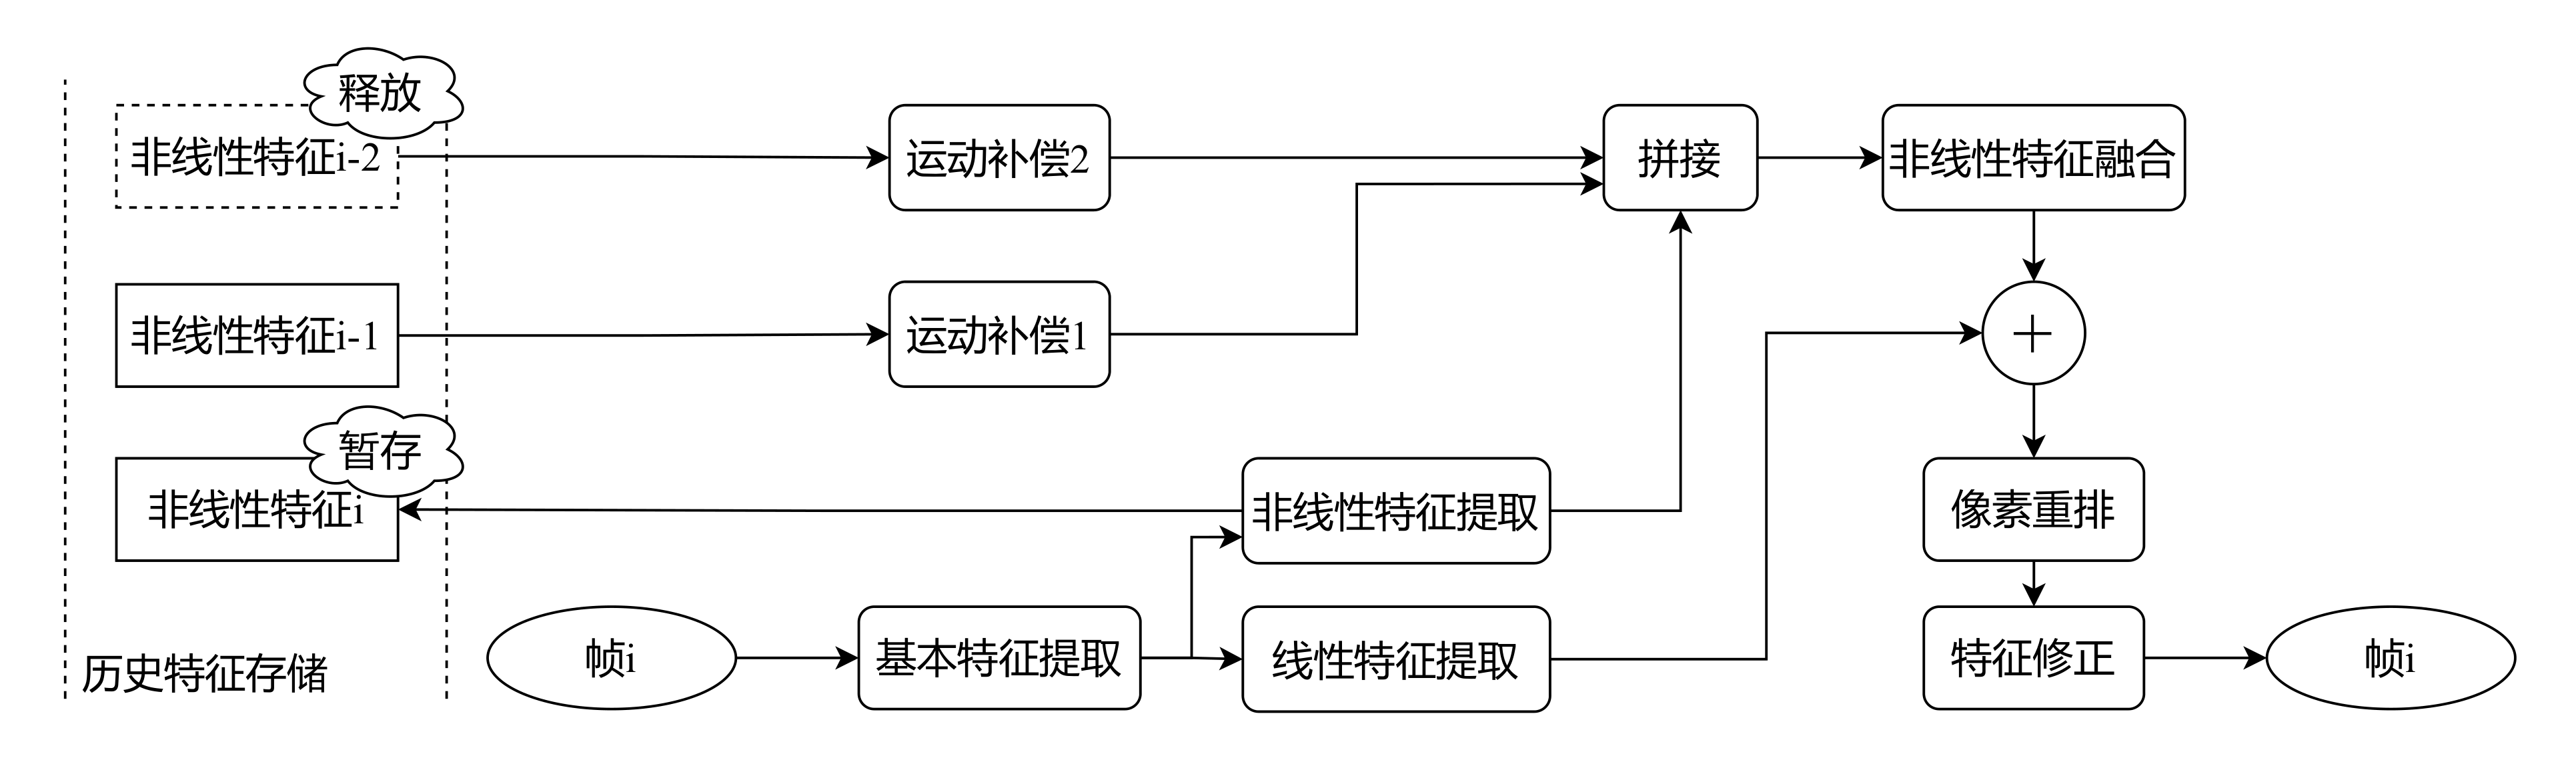 释放
非线性特征i-2
运动补偿2
拼接
非线性特征融合
非线性特征i-1
运动补偿1
+
暂存
非线性特征i
非线性特征提取
像素重排
历史特征存储
帧i
基本特征提取
线性特征提取
特征修正
帧i